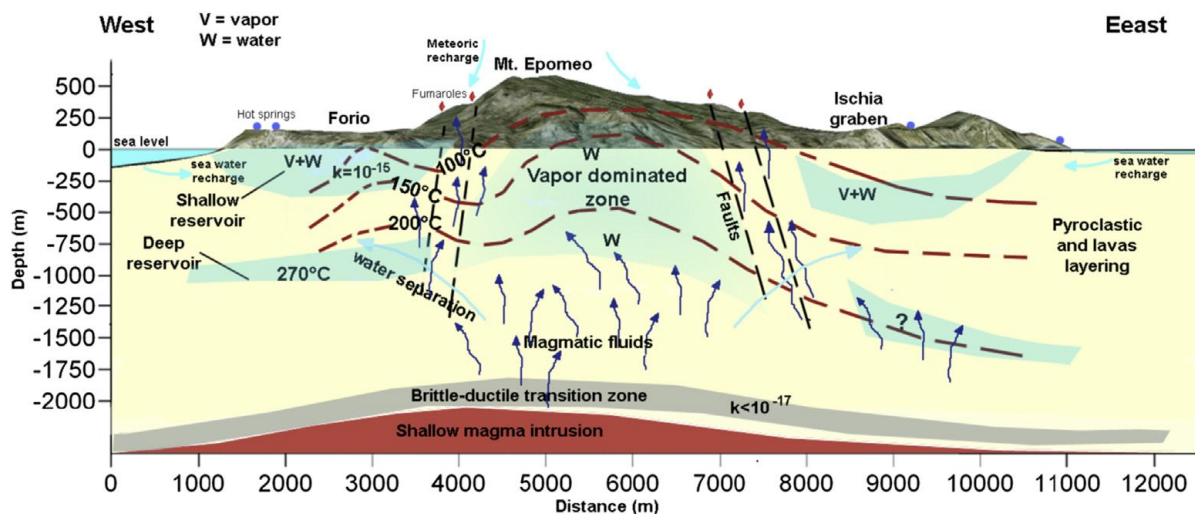 West
V = vapor
W = water
Meteoric
recharge
Mt. Epomeo
Eeast
500
250
0
-250
-500
-750
-1000
-1250
-1500
-1750
-2000
Depth (m)
Hot springs
Forio
Fumaroles
Ischia
graben
sea level
sea water
recharge
V+W
k=10-15
Shallow
reservoir
100°C
150°C
200°C
Deep
reservoir
270°C
water separation
W
Vapor dominated
zone
W
Faults
V+W
sea water
recharge
Pyroclastic
and lavas
layering
?
Magmatic fluids
Brittle-ductile transition zone
k<10-17
Shallow magma intrusion
0 1000 2000 3000 4000 5000 6000 7000 8000 9000 10000 11000 12000
Distance (m)